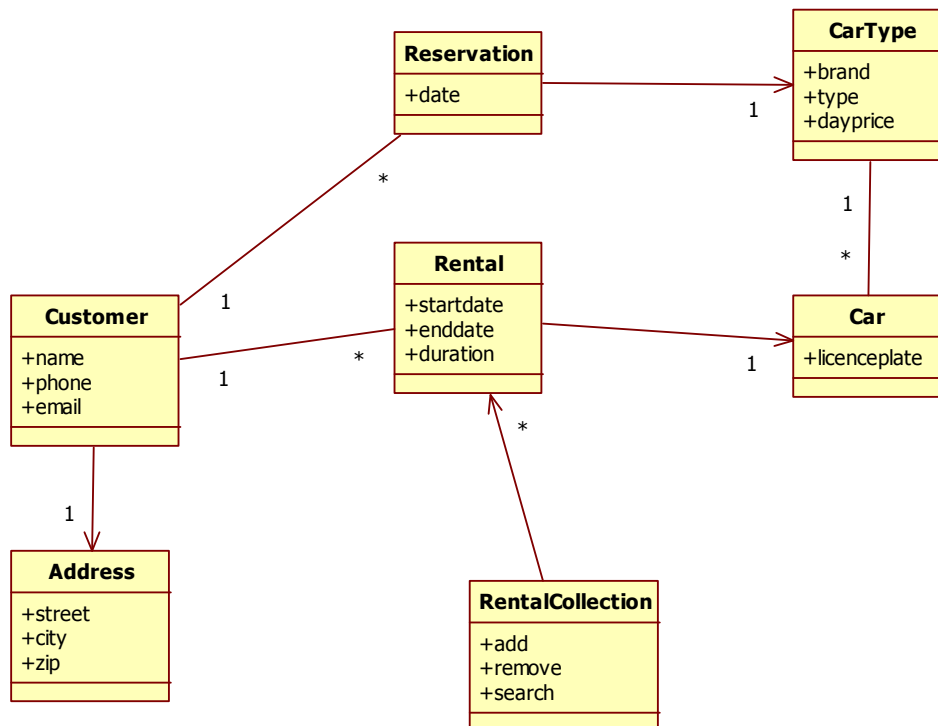 CarType
+brand
+type
+dayprice
Reservation
+date
1
*
1
*
1
Rental
+startdate
+enddate
+duration
Customer
+name
+phone
+email
1
*
1
Car
+licenceplate
*
1
Address
+street
+city
+zip
RentalCollection
+add
+remove
+search